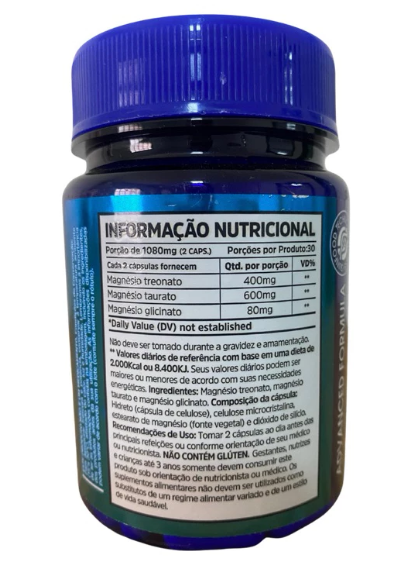 INFORMAÇÃO NUTRICIONAL
Porção de 1080mg (2 CAPS.) Porções por Produto:30
Cada 2 cápsulas fornecem Qtd. por porção VD%
Magnésio treonato 400mg **
Magnésio taurato 600mg **
Magnésio glicinato 80mg **
*Daily Value (DV) not established
Não deve ser tomado durante a gravidez e amamentação.
** Valores diários de referência com base em uma dieta de
2.000Kcal ou 8.400KJ. Seus valores diários podem ser
maiores ou menores de acordo com suas necessidades
energéticas. Ingredientes: Magnésio treonato, magnésio
taurato e magnésio glicinato. Composição da cápsula:
Hidreto (cápsula de celulose), celulose microcristalina,
estearato de magnésio (fonte vegetal) e dióxido de silício.
Recomendações de Uso: Tomar 2 cápsulas ao dia antes das
principais refeições ou conforme orientação de seu médico
ou nutricionista. NÃO CONTÉM GLÚTEN. Gestantes, nutrizes
e crianças até 3 anos somente devem consumir este
produto sob orientação de nutricionista ou médico. Os
suplementos alimentares não devem ser utilizados como
substitutos de um regime alimentar variado e de um estilo
de vida saudável.
ADVANCED FORMULA